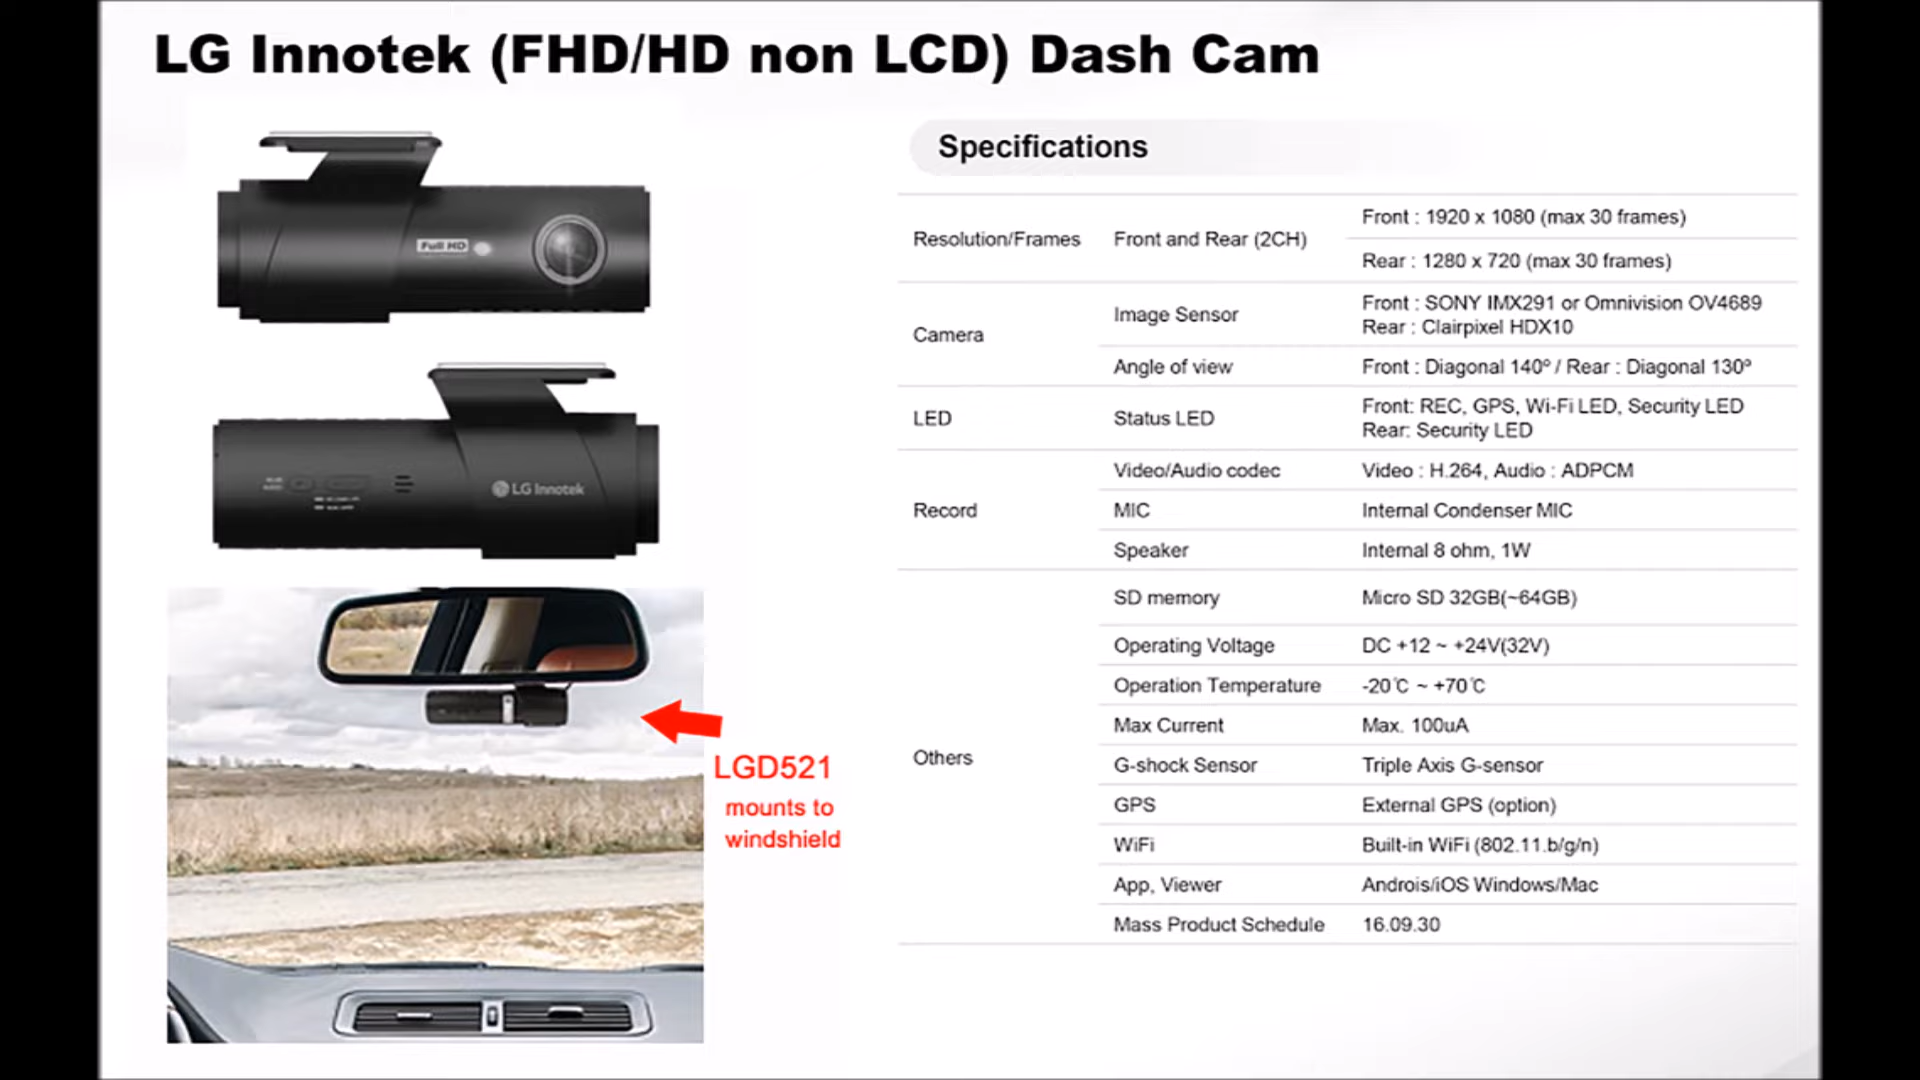 LG Innotek (FHD/HD non LCD) Dash Cam
Full HD
LG Innotek
LGD521
mounts to
windshield
Specifications
Resolution/Frames
Front and Rear (2CH)
Front : 1920 x 1080 (max 30 frames)
Rear : 1280 x 720 (max 30 frames)
Camera
Image Sensor
Front : SONY IMX291 or Omnivision OV4689
Rear : Clairpixel HDX10
Angle of view
Front : Diagonal 140º / Rear : Diagonal 130º
LED
Status LED
Front: REC, GPS, Wi-Fi LED, Security LED
Rear: Security LED
Record
Video/Audio codec
Video : H.264, Audio : ADPCM
MIC
Internal Condenser MIC
Speaker
Internal 8 ohm, 1W
Others
SD memory
Micro SD 32GB(~64GB)
Operating Voltage
DC +12 ~ +24V(32V)
Operation Temperature
-20℃ ~ +70℃
Max Current
Max. 100uA
G-shock Sensor
Triple Axis G-sensor
GPS
External GPS (option)
WiFi
Built-in WiFi (802.11.b/g/n)
App, Viewer
Androis/iOS Windows/Mac
Mass Product Schedule
16.09.30